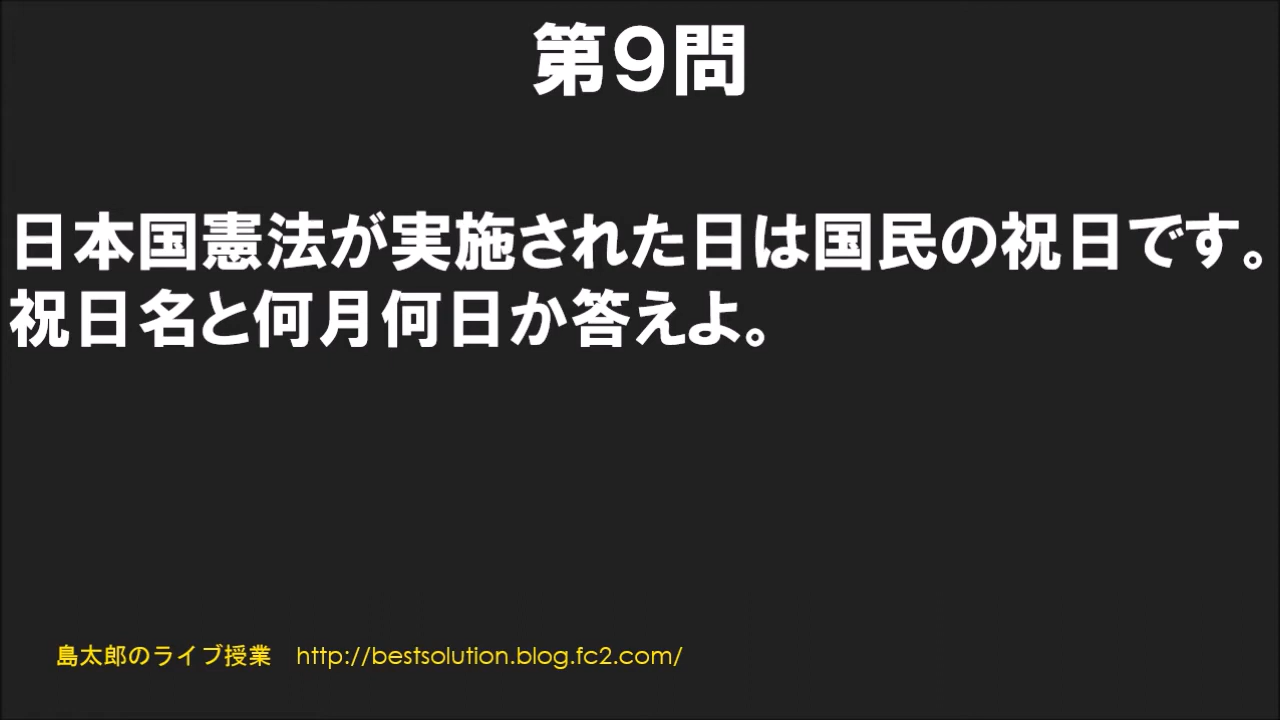 第９問
日本国憲法が実施された日は国民の祝日です。
祝日名と何月何日か答えよ。
島太郎のライブ授業　http://bestsolution.blog.fc2.com/